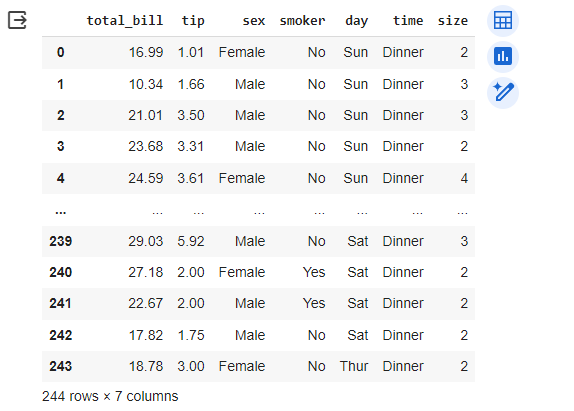 total_bill tip sex smoker day time size
0 16.99 1.01 Female No Sun Dinner 2
1 10.34 1.66 Male No Sun Dinner 3
2 21.01 3.50 Male No Sun Dinner 3
3 23.68 3.31 Male No Sun Dinner 2
4 24.59 3.61 Female No Sun Dinner 4
... ... ... ... ... ... ... ...
239 29.03 5.92 Male No Sat Dinner 3
240 27.18 2.00 Female Yes Sat Dinner 2
241 22.67 2.00 Male Yes Sat Dinner 2
242 17.82 1.75 Male No Sat Dinner 2
243 18.78 3.00 Female No Thur Dinner 2
244 rows × 7 columns